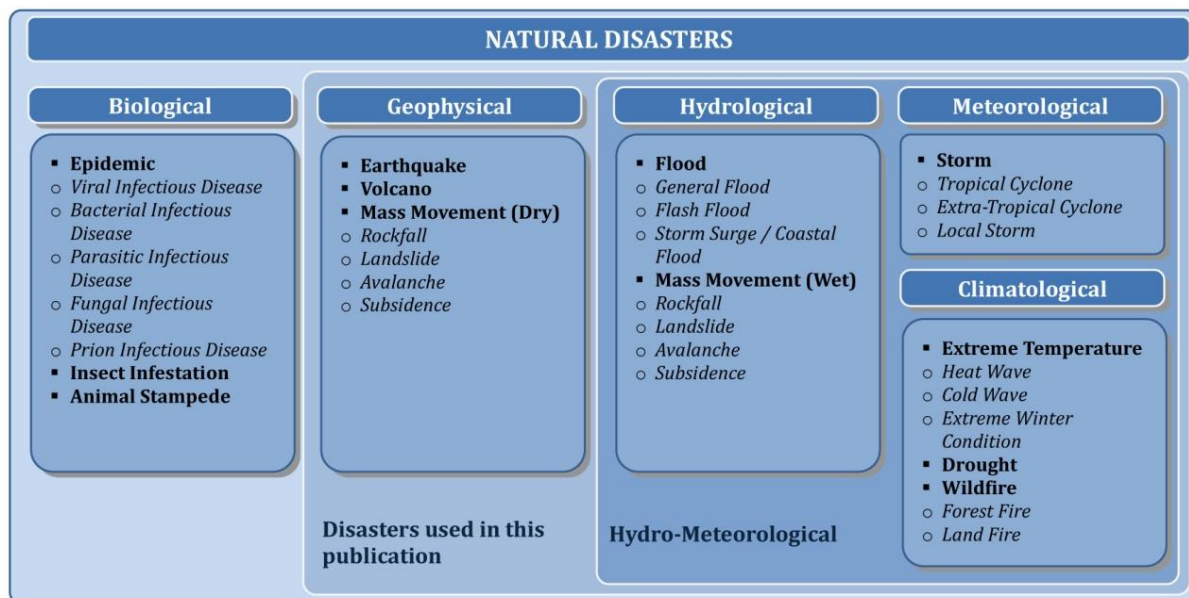 NATURAL DISASTERS
Biological
▪ Epidemic
o Viral Infectious Disease
o Bacterial Infectious
Disease
o Parasitic Infectious
Disease
o Fungal Infectious
Disease
o Prion Infectious Disease
▪ Insect Infestation
▪ Animal Stampede
Geophysical
▪ Earthquake
▪ Volcano
▪ Mass Movement (Dry)
o Rockfall
o Landslide
o Avalanche
o Subsidence
Hydrological
▪ Flood
o General Flood
o Flash Flood
o Storm Surge / Coastal
Flood
▪ Mass Movement (Wet)
o Rockfall
o Landslide
o Avalanche
o Subsidence
Meteorological
▪ Storm
o Tropical Cyclone
o Extra-Tropical Cyclone
o Local Storm
Climatological
▪ Extreme Temperature
o Heat Wave
o Cold Wave
o Extreme Winter
Condition
▪ Drought
▪ Wildfire
o Forest Fire
o Land Fire
Disasters used in this
publication
Hydro-Meteorological